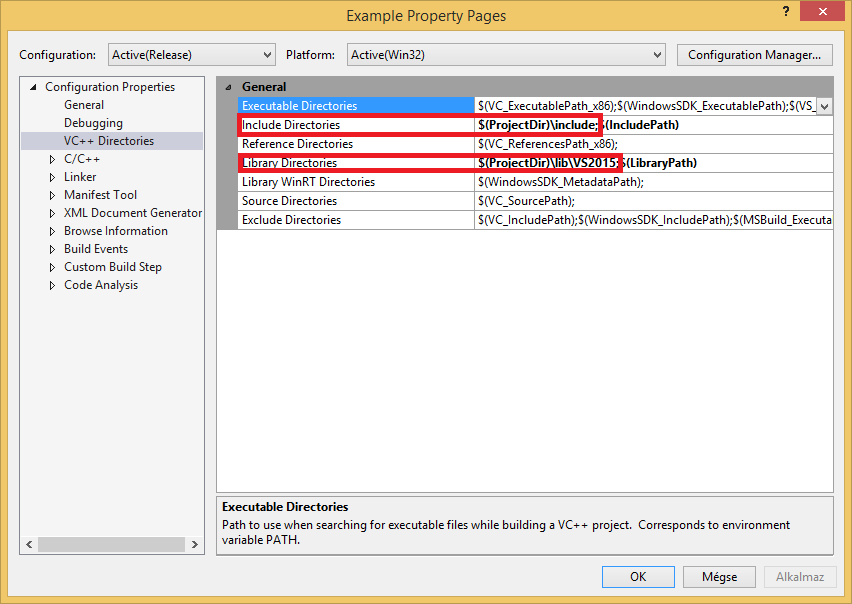 Example Property Pages
?
Configuration: Active(Release) Platform: Active(Win32) Configuration Manager...
Configuration Properties
General
Debugging
VC++ Directories
C/C++
Linker
Manifest Tool
XML Document Generator
Browse Information
Build Events
Custom Build Step
Code Analysis
General
Executable Directories $(VC_ExecutablePath_x86);$(WindowsSDK_ExecutablePath);$(VS_
Include Directories $(ProjectDir)\include;$(IncludePath)
Reference Directories $(VC_ReferencesPath_x86);
Library Directories $(ProjectDir)\lib\VS2015;$(LibraryPath)
Library WinRT Directories $(WindowsSDK_MetadataPath);
Source Directories $(VC_SourcePath);
Exclude Directories $(VC_IncludePath);$(WindowsSDK_IncludePath);$(MSBuild_Executa
Executable Directories
Path to use when searching for executable files while building a VC++ project.  Corresponds to environment
variable PATH.
OK Mégse Alkalmaz